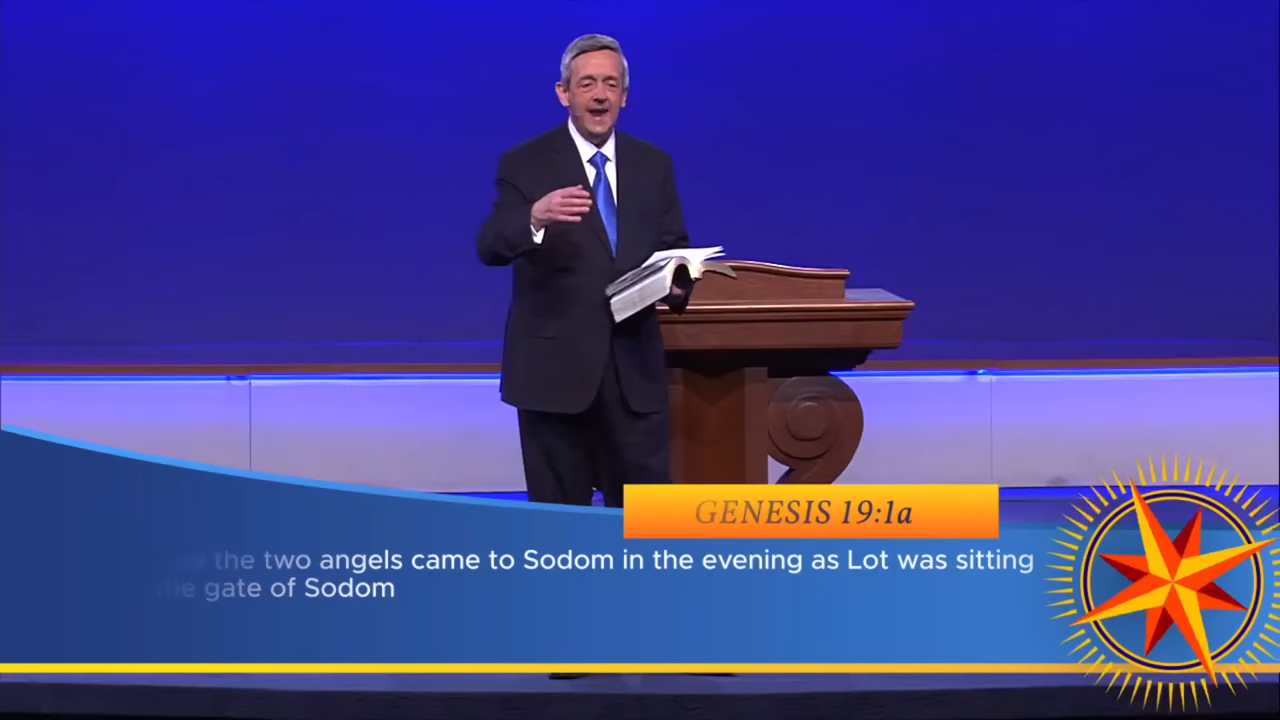 GENESIS 19:1a
the two angels came to Sodom in the evening as Lot was sitting
the gate of Sodom